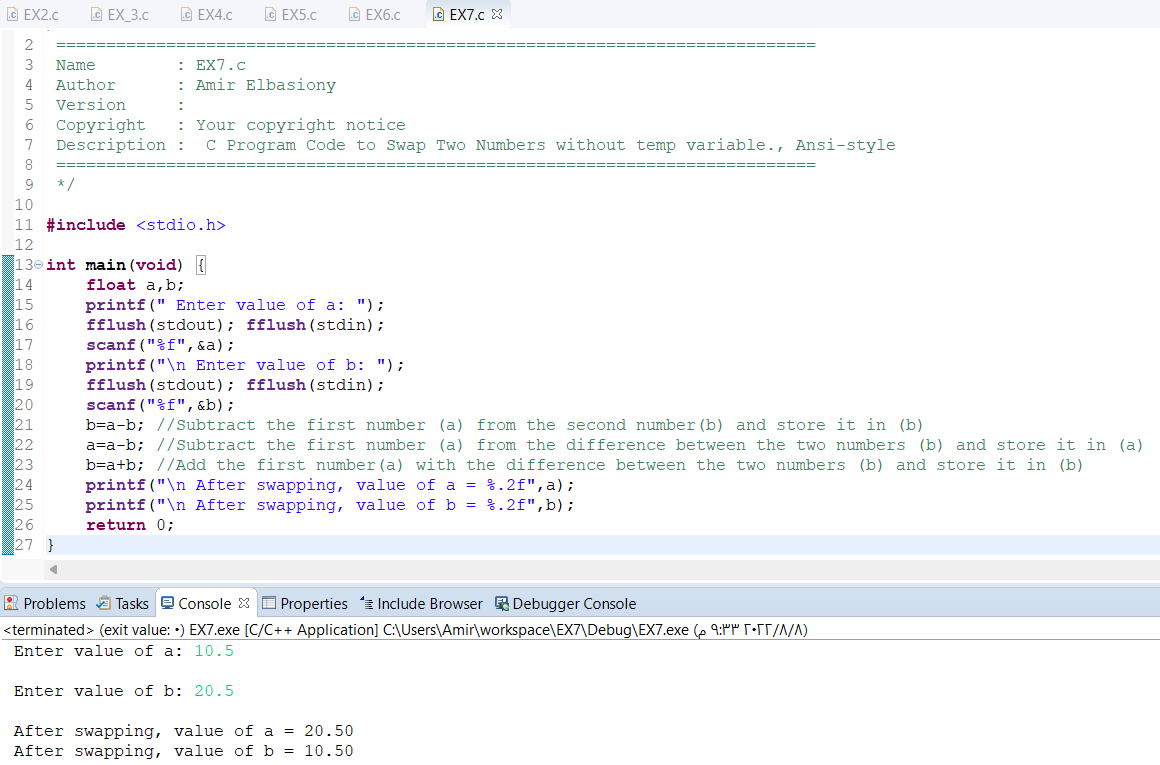 EX2.c EX_3.c EX4.c EX5.c EX6.c EX7.c
2 ============================================================================
3 Name        : EX7.c
4 Author      : Amir Elbasiony
5 Version     :
6 Copyright   : Your copyright notice
7 Description :  C Program Code to Swap Two Numbers without temp variable., Ansi-style
8 ============================================================================
9 */
10
11 #include <stdio.h>
12
13 int main(void) {
14     float a,b;
15     printf(" Enter value of a: ");
16     fflush(stdout); fflush(stdin);
17     scanf("%f",&a);
18     printf("\n Enter value of b: ");
19     fflush(stdout); fflush(stdin);
20     scanf("%f",&b);
21     b=a-b; //Subtract the first number (a) from the second number(b) and store it in (b)
22     a=a-b; //Subtract the first number (a) from the difference between the two numbers (b) and store it in (a)
23     b=a+b; //Add the first number(a) with the difference between the two numbers (b) and store it in (b)
24     printf("\n After swapping, value of a = %.2f",a);
25     printf("\n After swapping, value of b = %.2f",b);
26     return 0;
27 }
Problems Tasks Console Properties Include Browser Debugger Console
<terminated> (exit value: ٠) EX7.exe [C/C++ Application] C:\Users\Amir\workspace\EX7\Debug\EX7.exe (٢٠٢٢/٨/٨ ٩:٣٣ م)
Enter value of a: 10.5
Enter value of b: 20.5
After swapping, value of a = 20.50
After swapping, value of b = 10.50